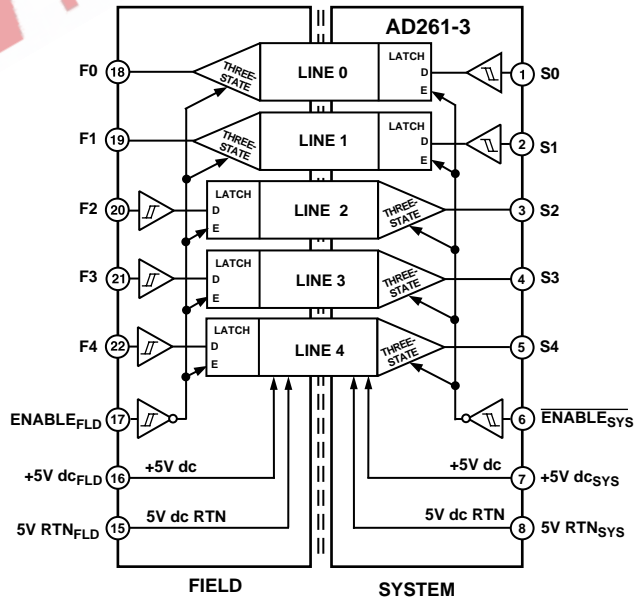 AD261-3
F0 18 THREE-STATE LINE 0 LATCH D E 1 S0
F1 19 THREE-STATE LINE 1 LATCH D E 2 S1
F2 20 LATCH D E LINE 2 THREE-STATE 3 S2
F3 21 LATCH D E LINE 3 THREE-STATE 4 S3
F4 22 LATCH D E LINE 4 THREE-STATE 5 S4
ENABLEFLD 17 6 ENABLESYS
+5V dcFLD 16 +5V dc +5V dc 7 +5V dcSYS
5V RTNFLD 15 5V dc RTN 5V dc RTN 8 5V RTNSYS
FIELD SYSTEM